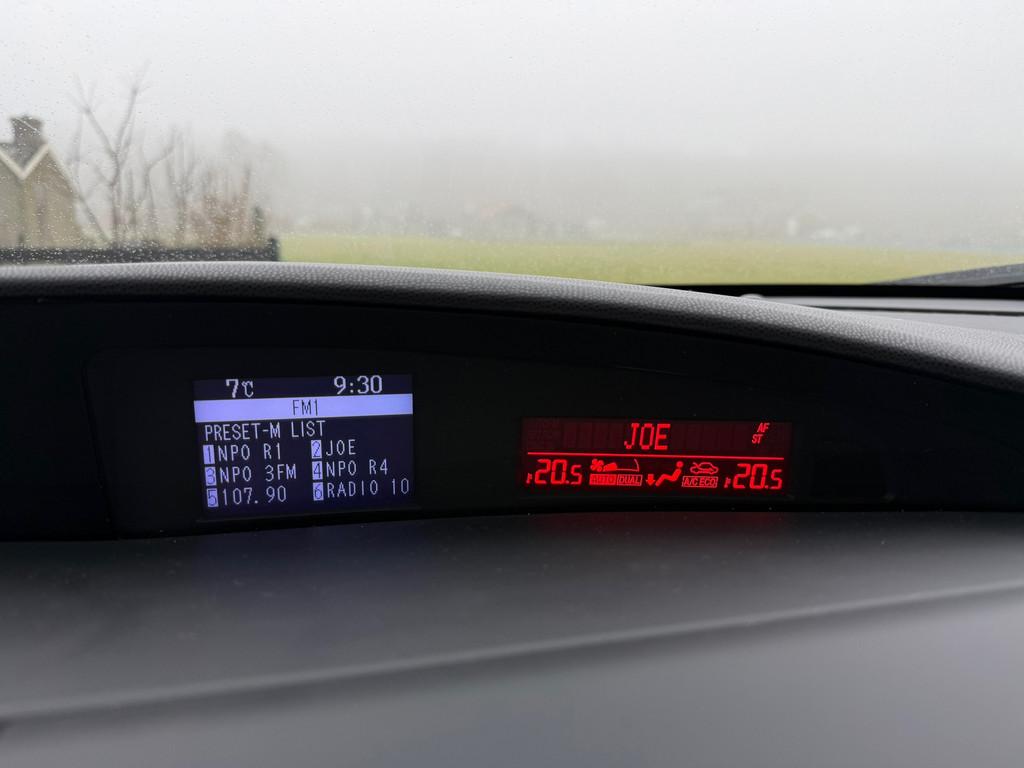 7℃ 9:30
FM1
PRESET-M LIST
1 NPO R1 2 JOE
3 NPO 3FM 4 NPO R4
5 107.90 6 RADIO 10
JOE AF
ST
20.5 AUTO DUAL A/C ECO 20.5